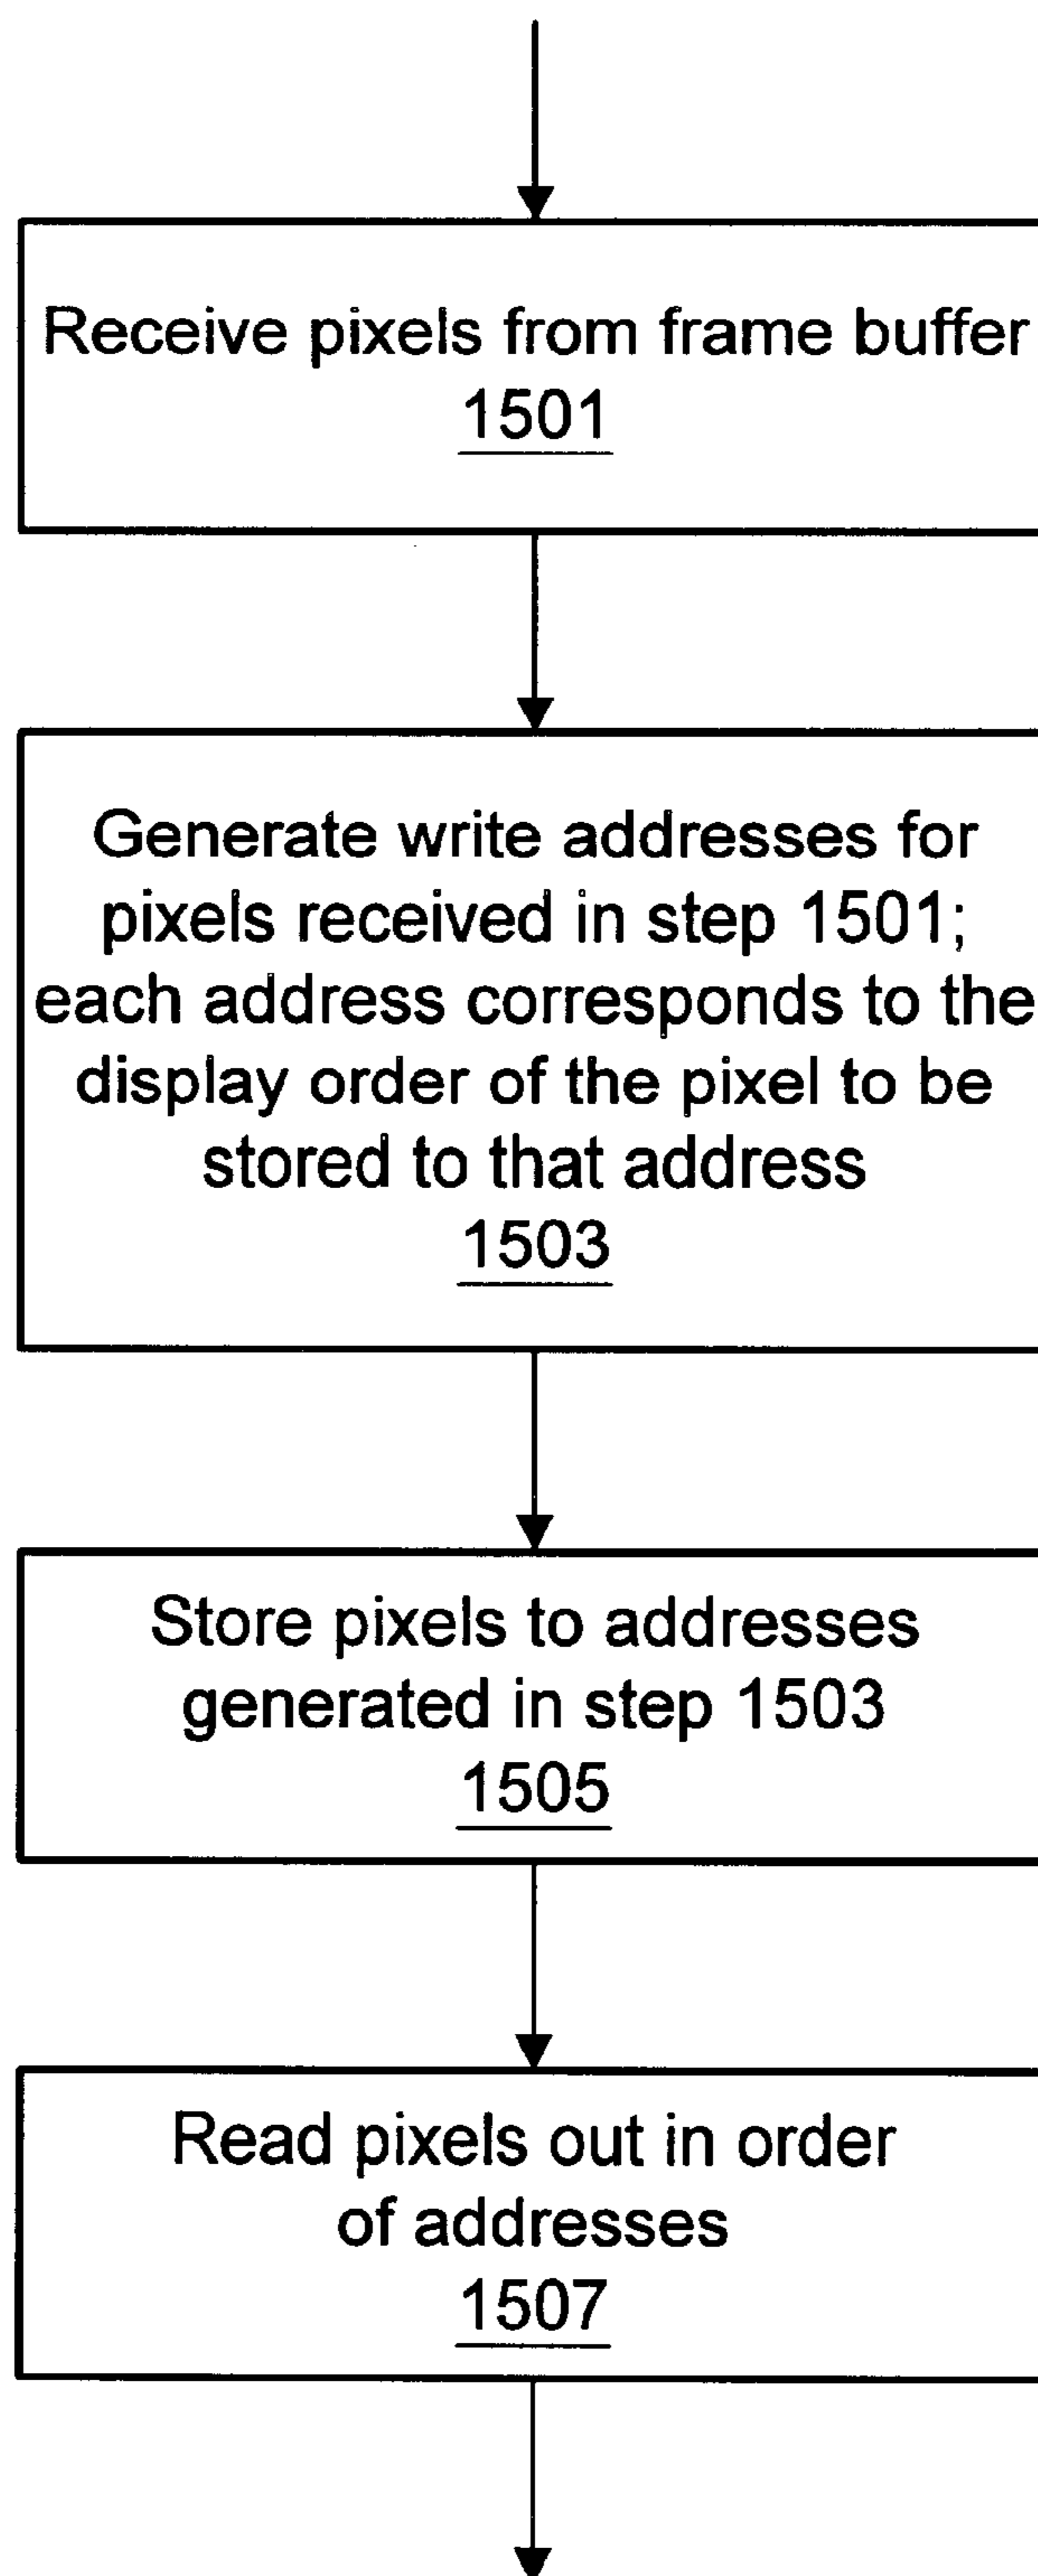 Receive pixels from frame buffer
1501
Generate write addresses for
pixels received in step 1501;
each address corresponds to the
display order of the pixel to be
stored to that address
1503
Store pixels to addresses
generated in step 1503
1505
Read pixels out in order
of addresses
1507